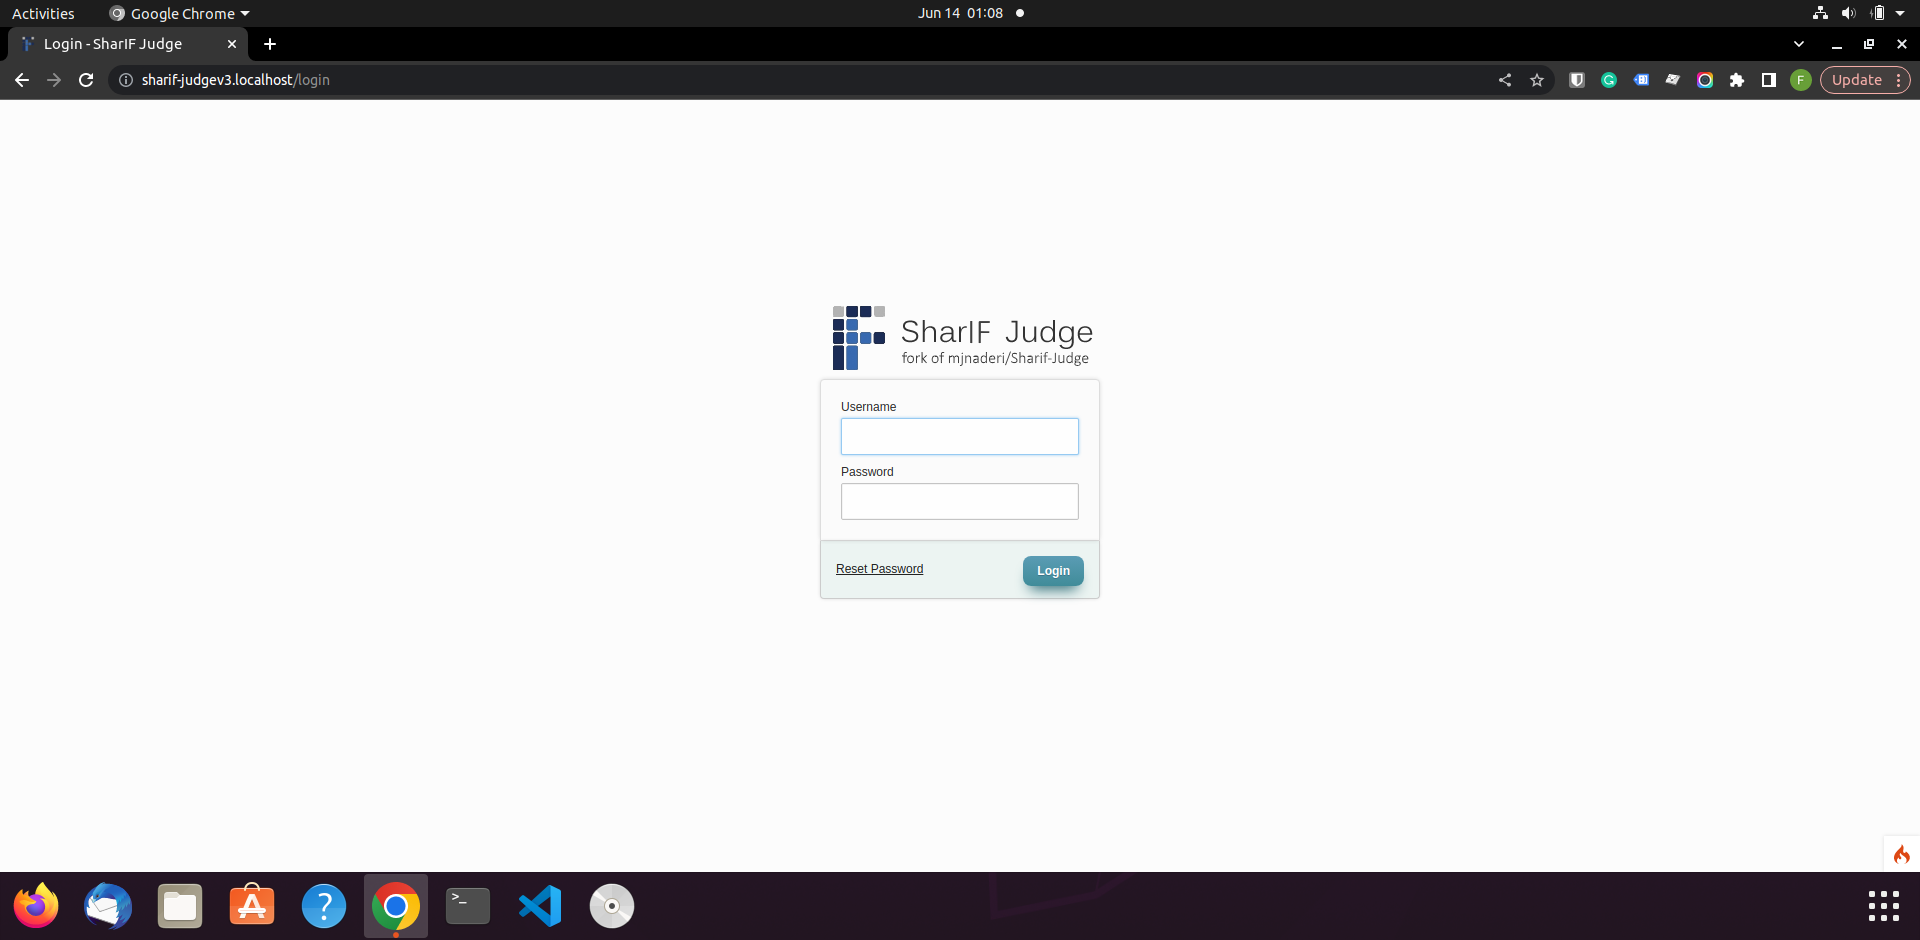 Activities
Google Chrome
Jun 14 01:08
Login - SharIF Judge
sharif-judgev3.localhost/login
F
Update
SharIF Judge
fork of mjnaderi/Sharif-Judge
Username
Password
Reset Password
Login